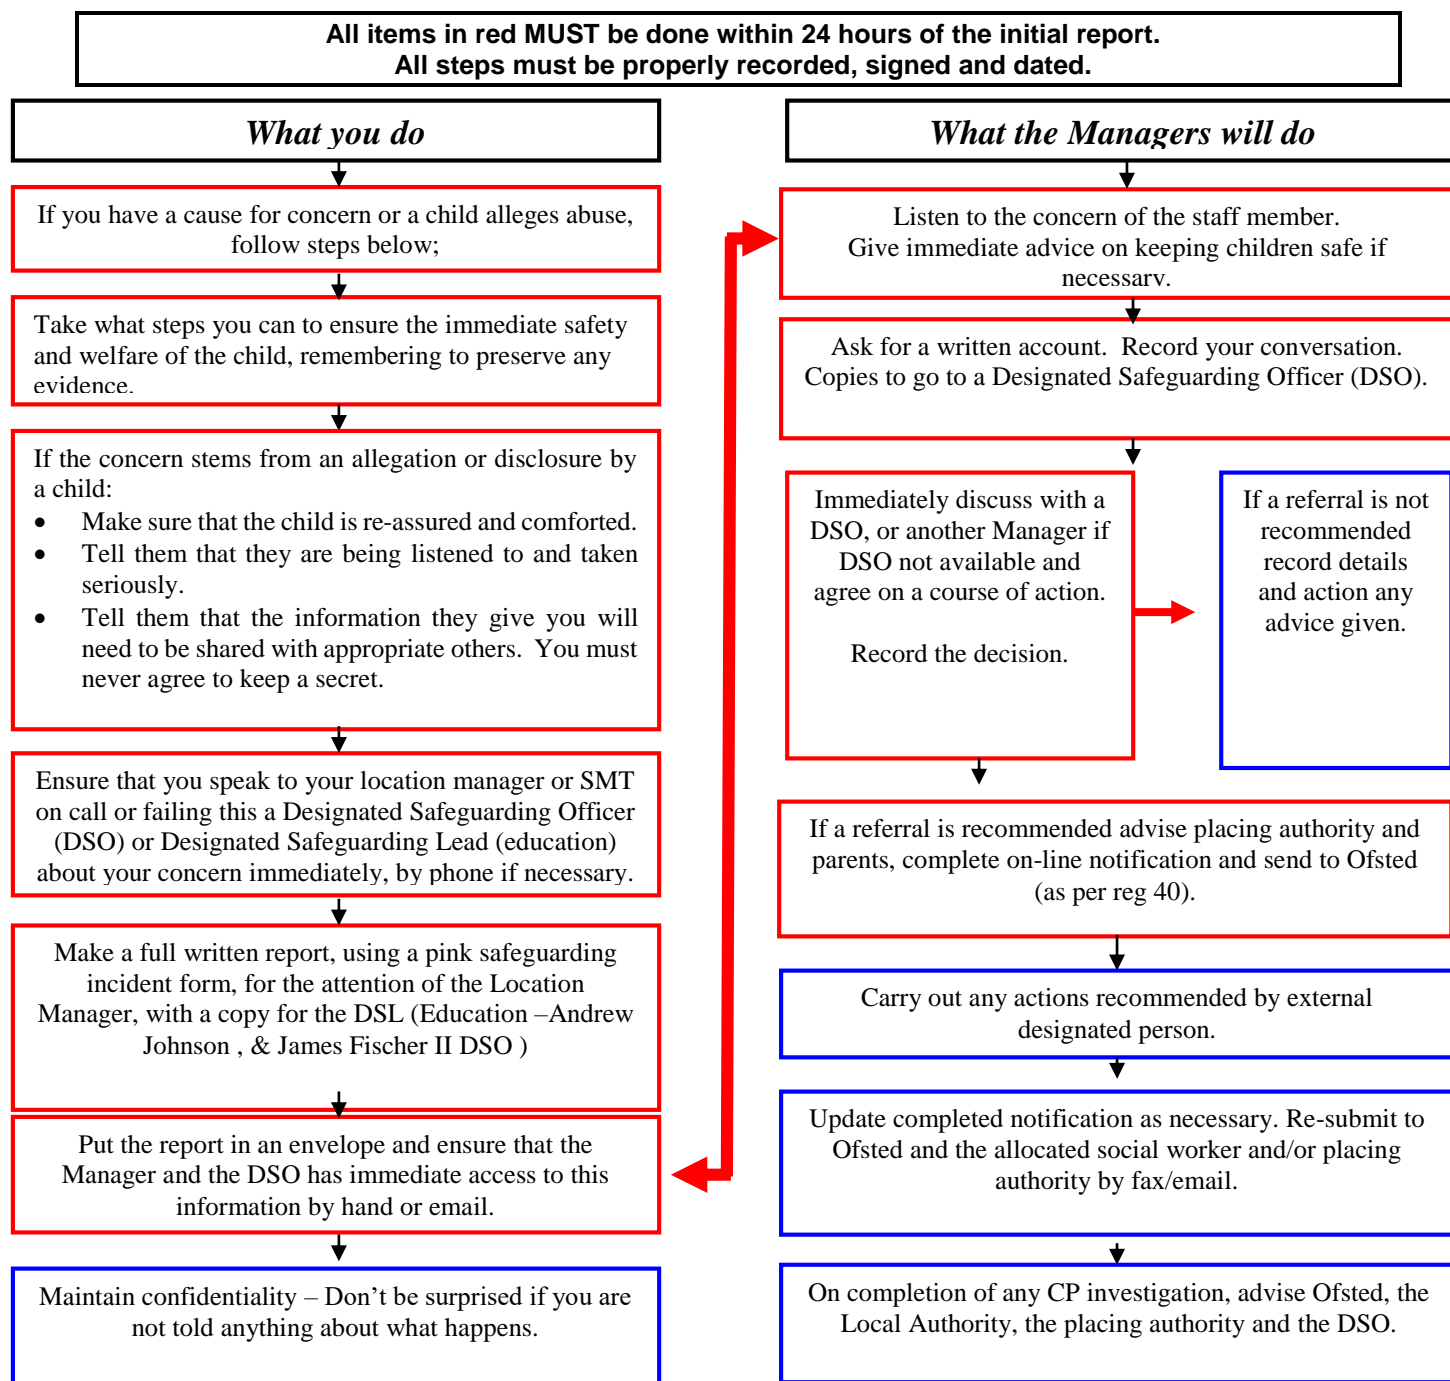 All items in red MUST be done within 24 hours of the initial report.
All steps must be properly recorded, signed and dated.
What you do
If you have a cause for concern or a child alleges abuse,
follow steps below;
Take what steps you can to ensure the immediate safety
and welfare of the child, remembering to preserve any
evidence.
If the concern stems from an allegation or disclosure by
a child:
• Make sure that the child is re-assured and comforted.
• Tell them that they are being listened to and taken
seriously.
• Tell them that the information they give you will
need to be shared with appropriate others. You must
never agree to keep a secret.
Ensure that you speak to your location manager or SMT
on call or failing this a Designated Safeguarding Officer
(DSO) or Designated Safeguarding Lead (education)
about your concern immediately, by phone if necessary.
Make a full written report, using a pink safeguarding
incident form, for the attention of the Location
Manager, with a copy for the DSL (Education –Andrew
Johnson , & James Fischer II DSO )
Put the report in an envelope and ensure that the
Manager and the DSO has immediate access to this
information by hand or email.
Maintain confidentiality – Don’t be surprised if you are
not told anything about what happens.
What the Managers will do
Listen to the concern of the staff member.
Give immediate advice on keeping children safe if
necessary.
Ask for a written account. Record your conversation.
Copies to go to a Designated Safeguarding Officer (DSO).
Immediately discuss with a
DSO, or another Manager if
DSO not available and
agree on a course of action.
Record the decision.
If a referral is not
recommended
record details
and action any
advice given.
If a referral is recommended advise placing authority and
parents, complete on-line notification and send to Ofsted
(as per reg 40).
Carry out any actions recommended by external
designated person.
Update completed notification as necessary. Re-submit to
Ofsted and the allocated social worker and/or placing
authority by fax/email.
On completion of any CP investigation, advise Ofsted, the
Local Authority, the placing authority and the DSO.